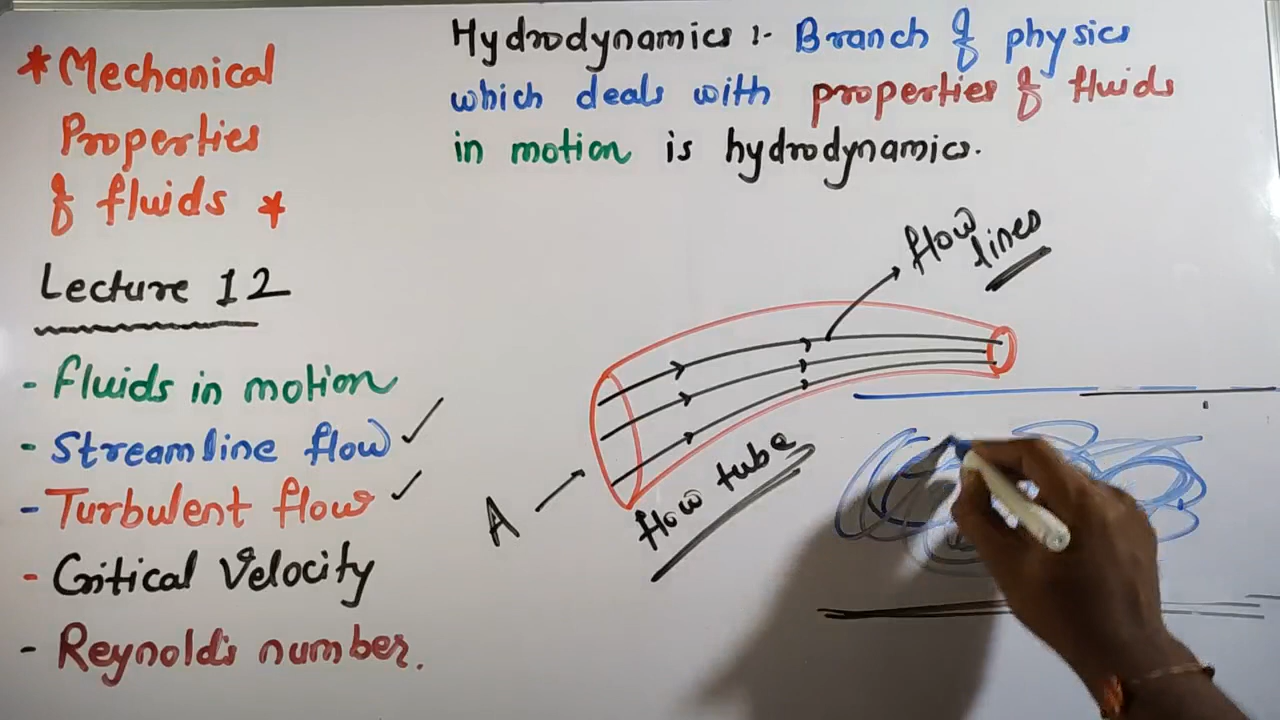 * Mechanical
Properties
of fluids *
Lecture 12
- Fluids in motion
- Streamline flow ✓
- Turbulent flow ✓
- Critical Velocity
- Reynold's number.
Hydrodynamics :- Branch of physics
which deals with properties of fluids
in motion is hydrodynamics.
flow
lines
A
flow tube